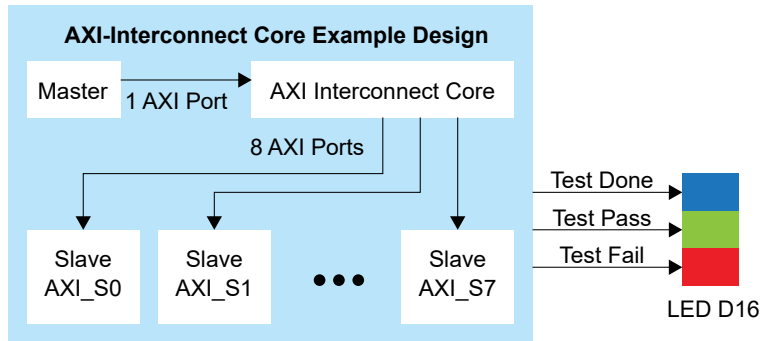 AXI-Interconnect Core Example Design
Master
1 AXI Port
AXI Interconnect Core
8 AXI Ports
Slave
AXI_S0
Slave
AXI_S1
Slave
AXI_S7
Test Done
Test Pass
Test Fail
LED D16